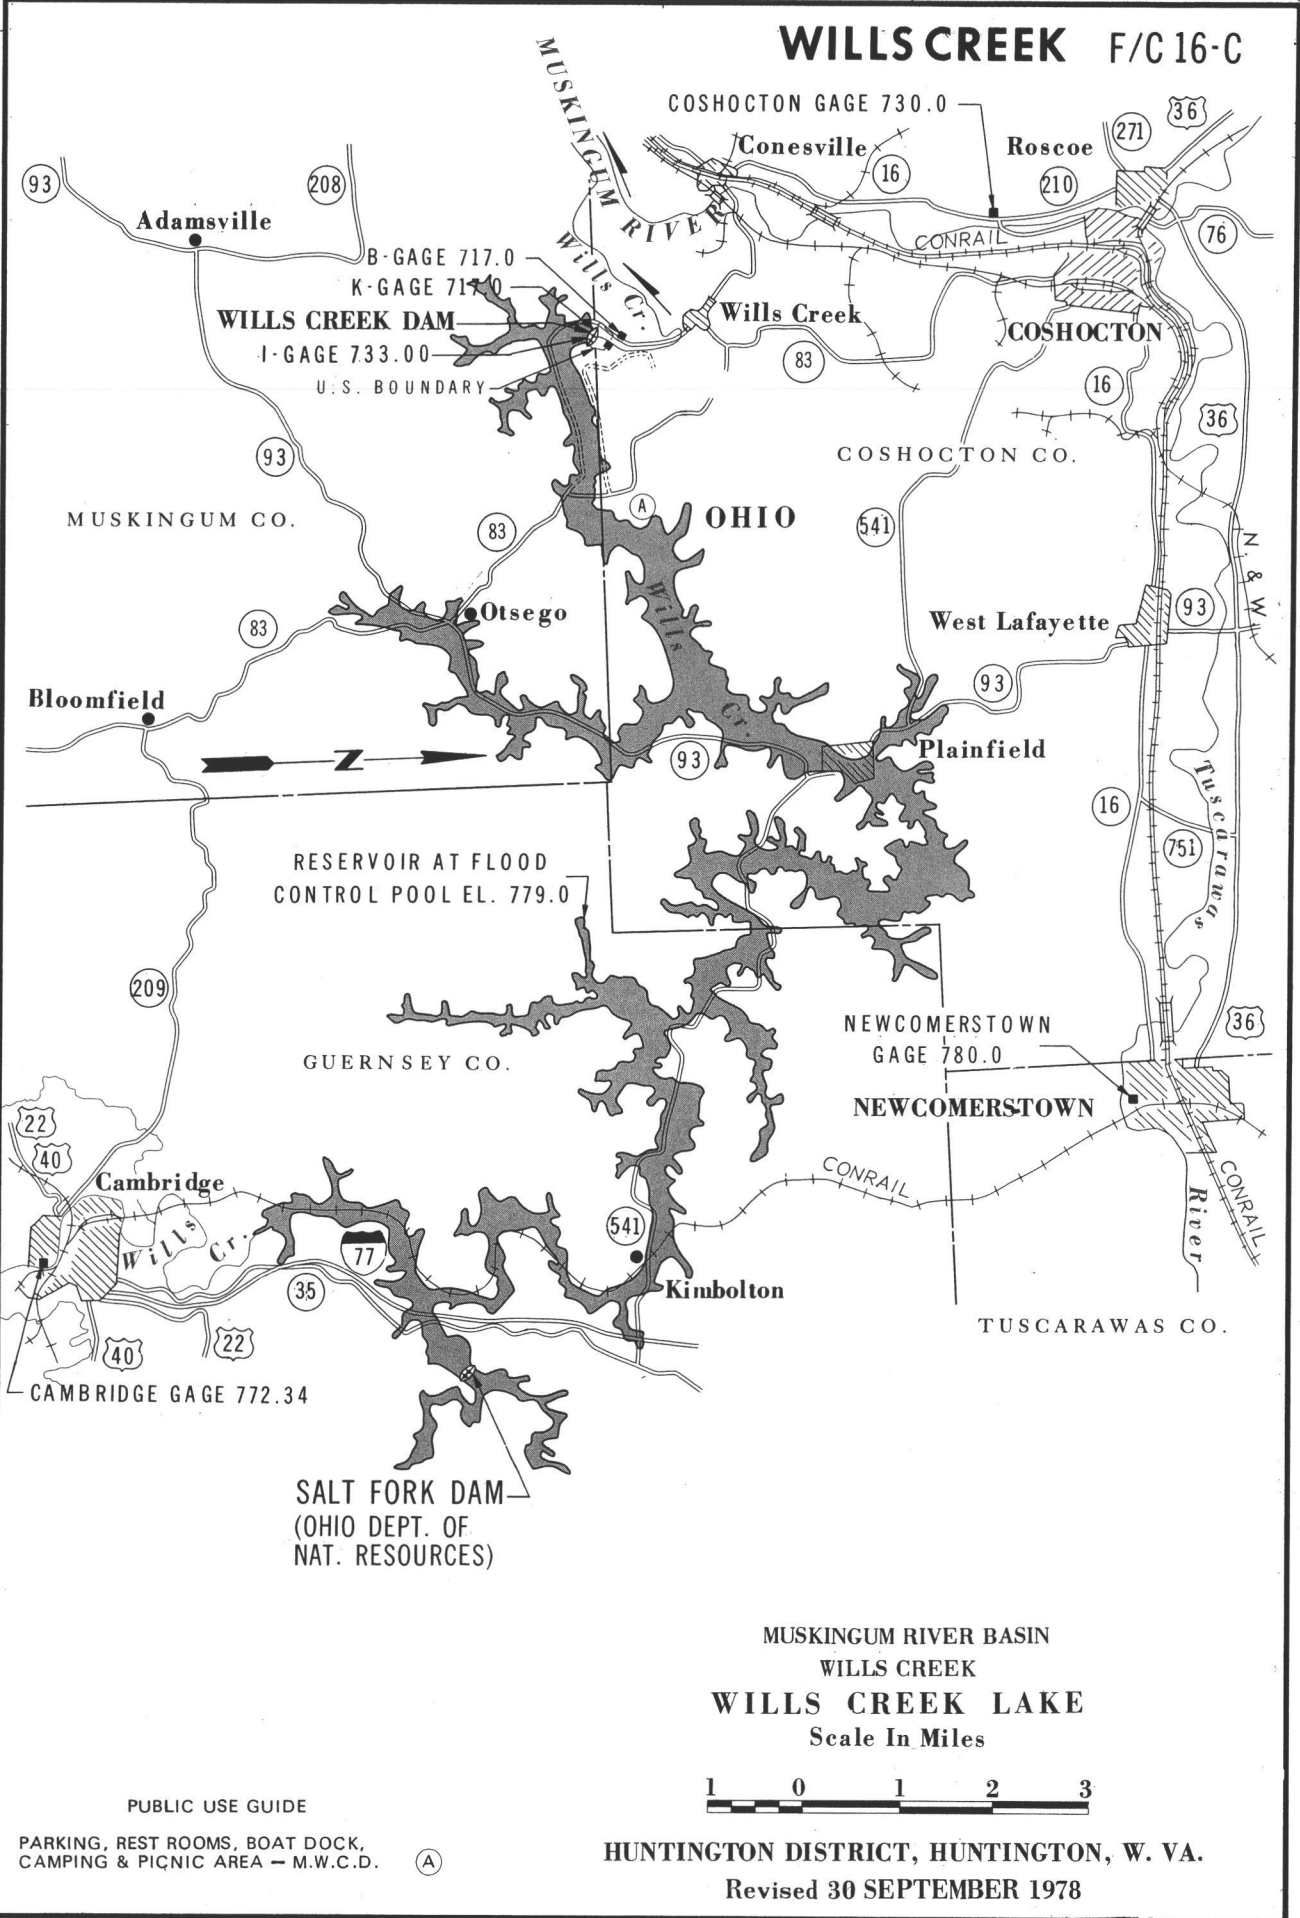 WILLS CREEK F/C 16-C
COSHOCTON GAGE 730.0
36
271
MUSKINGUM RIVER
Conesville
Roscoe
16
210
93
208
Adamsville
76
CONRAIL
B-GAGE 717.0
Wills Cr.
K-GAGE 717.0
WILLS CREEK DAM
Wills Creek
COSHOCTON
I-GAGE 733.00
83
U.S. BOUNDARY
16
36
93
COSHOCTON CO.
MUSKINGUM CO.
A
OHIO
541
83
N. & W.
Wills Cr.
Otsego
West Lafayette
93
83
93
Bloomfield
Plainfield
N
93
Tuscarawas
16
751
RESERVOIR AT FLOOD
CONTROL POOL EL. 779.0
209
36
NEWCOMERSTOWN
GAGE 780.0
GUERNSEY CO.
NEWCOMERSTOWN
22
40
Cambridge
CONRAIL
CONRAIL
River
Wills Cr.
541
77
35
Kimbolton
TUSCARAWAS CO.
22
40
CAMBRIDGE GAGE 772.34
SALT FORK DAM
(OHIO DEPT. OF
NAT. RESOURCES)
MUSKINGUM RIVER BASIN
WILLS CREEK
WILLS CREEK LAKE
Scale In Miles
1 0 1 2 3
PUBLIC USE GUIDE
PARKING, REST ROOMS, BOAT DOCK,
CAMPING & PICNIC AREA — M.W.C.D. A
HUNTINGTON DISTRICT, HUNTINGTON, W. VA.
Revised 30 SEPTEMBER 1978